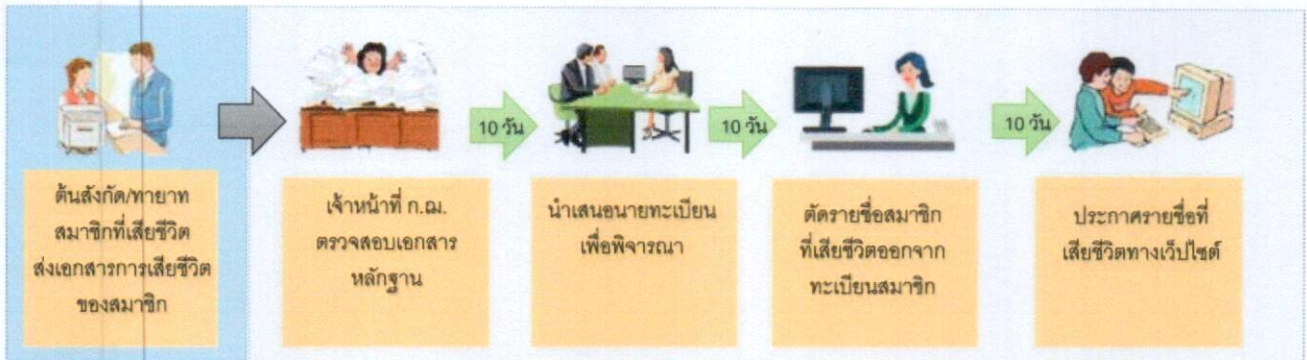 ต้นสังกัด/ทายาท
สมาชิกที่เสียชีวิต
ส่งเอกสารการเสียชีวิต
ของสมาชิก
เจ้าหน้าที่ ก.ฌ.
ตรวจสอบเอกสาร
หลักฐาน
10 วัน
นำเสนอนายทะเบียน
เพื่อพิจารณา
10 วัน
ตัดรายชื่อสมาชิก
ที่เสียชีวิตออกจาก
ทะเบียนสมาชิก
10 วัน
ประกาศรายชื่อที่
เสียชีวิตทางเว็ปไซต์